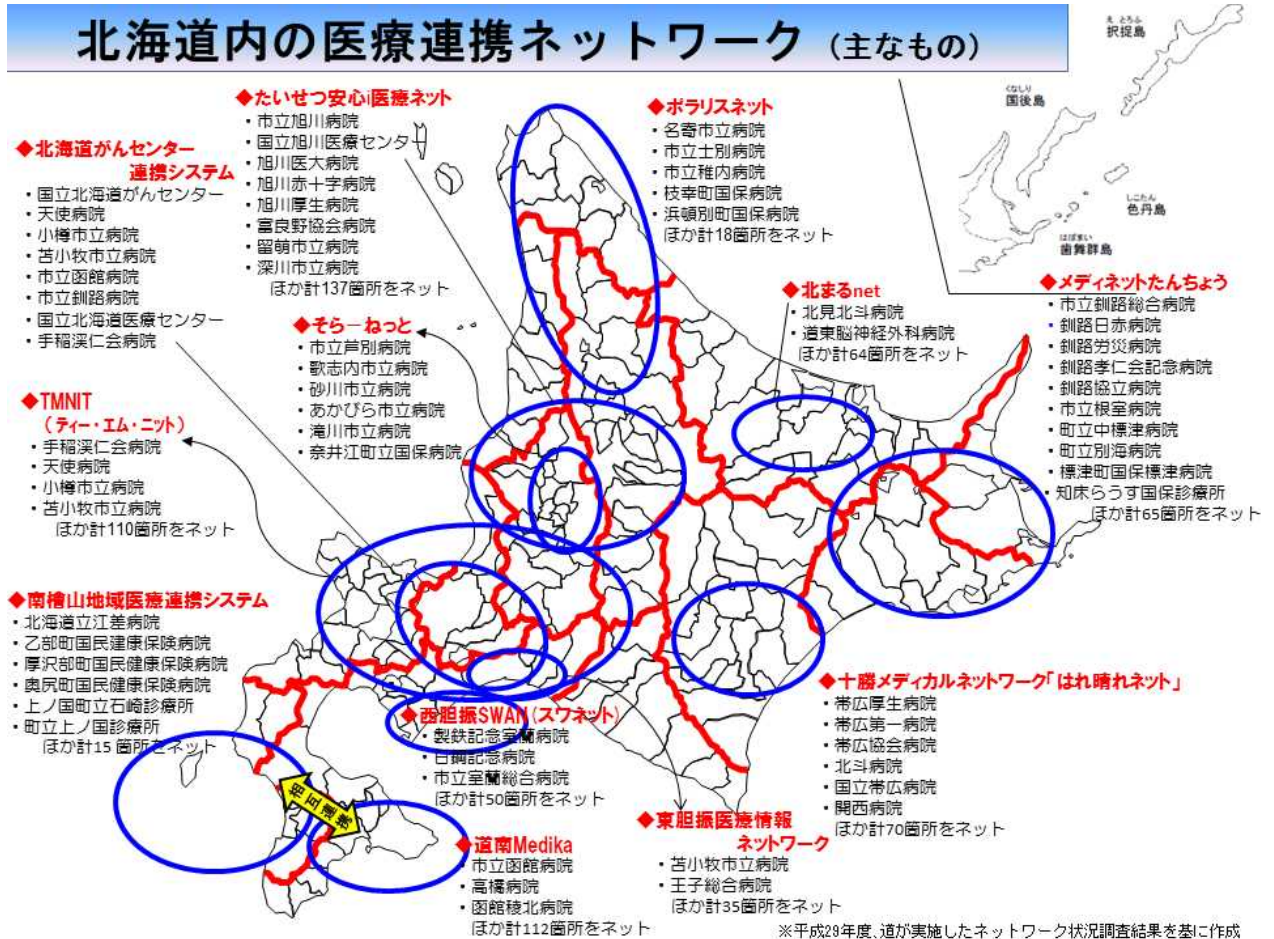 北海道内の医療連携ネットワーク (主なもの)
えとろふ
択捉島
くなしり
国後島
しこたん
色丹島
はぼまい
歯舞群島
◆北海道がんセンター
連携システム
・国立北海道がんセンター
・天使病院
・小樽市立病院
・苫小牧市立病院
・市立函館病院
・市立釧路病院
・国立北海道医療センター
・手稲渓仁会病院
◆たいせつ安心i医療ネット
・市立旭川病院
・国立旭川医療センター
・旭川医大病院
・旭川赤十字病院
・旭川厚生病院
・富良野協会病院
・留萌市立病院
・深川市立病院
ほか計137箇所をネット
◆ポラリスネット
・名寄市立病院
・市立士別病院
・市立稚内病院
・枝幸町国保病院
・浜頓別町国保病院
ほか計18箇所をネット
◆そらーねっと
・市立芦別病院
・歌志内市立病院
・砂川市立病院
・あかびら市立病院
・滝川市立病院
・奈井江町立国保病院
◆北まるnet
・北見北斗病院
・道東脳神経外科病院
ほか計64箇所をネット
◆メディネットたんちょう
・市立釧路総合病院
・釧路日赤病院
・釧路労災病院
・釧路孝仁会記念病院
・釧路協立病院
・市立根室病院
・町立中標津病院
・町立別海病院
・標津町国保標津病院
・知床らうす国保診療所
ほか計65箇所をネット
◆TMNIT
(ティー・エム・ニット)
・手稲渓仁会病院
・天使病院
・小樽市立病院
・苫小牧市立病院
ほか計110箇所をネット
◆南檜山地域医療連携システム
・北海道立江差病院
・乙部町国民健康保険病院
・厚沢部町国民健康保険病院
・奥尻町国民健康保険病院
・上ノ国町立石崎診療所
・町立上ノ国診療所
ほか計15 箇所をネット
相互連携
◆西胆振SWAN(スワネット)
・製鉄記念室蘭病院
・日鋼記念病院
・市立室蘭総合病院
ほか計50箇所をネット
◆道南Medika
・市立函館病院
・高橋病院
・函館稜北病院
ほか計112箇所をネット
◆東胆振医療情報
ネットワーク
・苫小牧市立病院
・王子総合病院
ほか計35箇所をネット
◆十勝メディカルネットワーク「はれ晴れネット」
・帯広厚生病院
・帯広第一病院
・帯広協会病院
・北斗病院
・国立帯広病院
・開西病院
ほか計70箇所をネット
※平成29年度、道が実施したネットワーク状況調査結果を基に作成